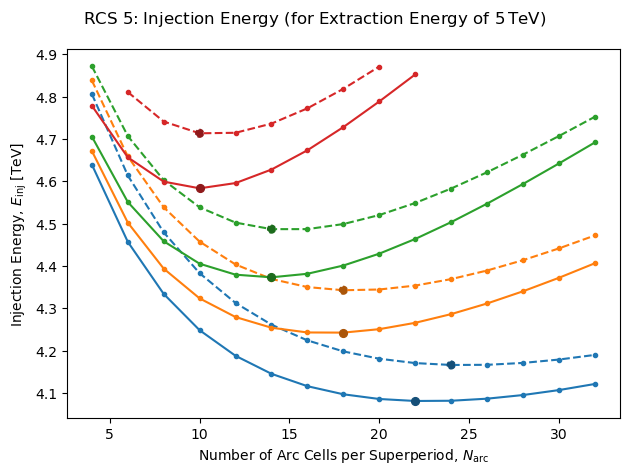 RCS 5: Injection Energy (for Extraction Energy of 5 TeV)
4.9
4.8
4.7
4.6
4.5
4.4
4.3
4.2
4.1
Injection Energy, E_inj [TeV]
5 10 15 20 25 30
Number of Arc Cells per Superperiod, N_arc